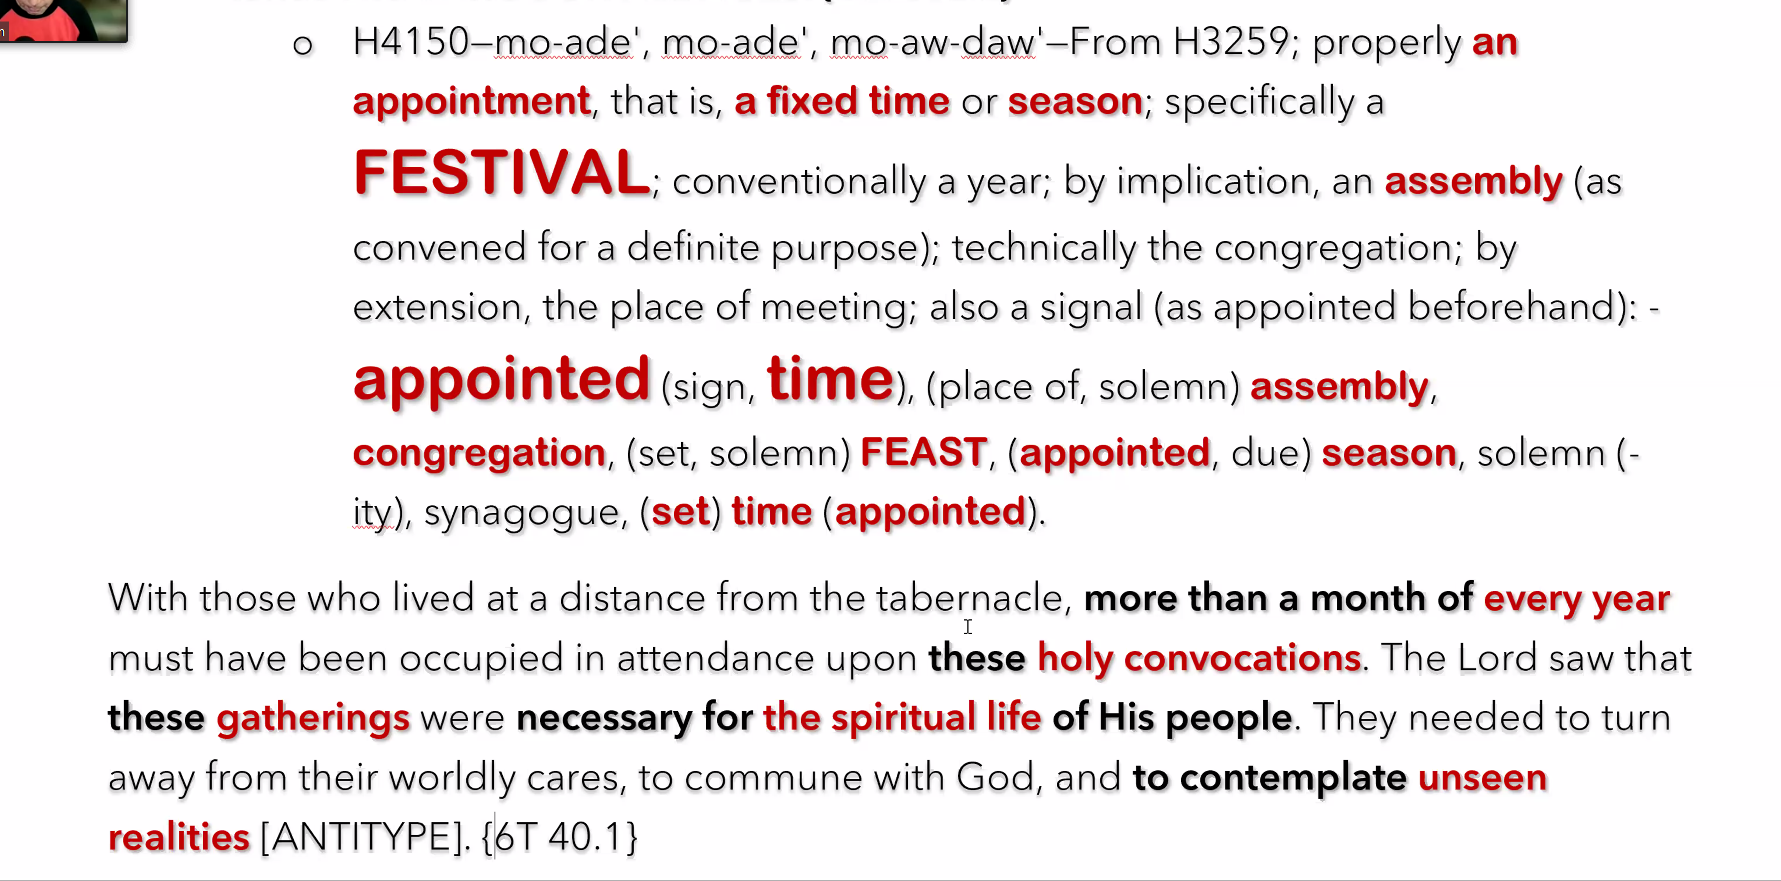 o H4150—mo-ade', mo-ade', mo-aw-daw'—From H3259; properly an
appointment, that is, a fixed time or season; specifically a
FESTIVAL; conventionally a year; by implication, an assembly (as
convened for a definite purpose); technically the congregation; by
extension, the place of meeting; also a signal (as appointed beforehand): -
appointed (sign, time), (place of, solemn) assembly,
congregation, (set, solemn) FEAST, (appointed, due) season, solemn (-
ity), synagogue, (set) time (appointed).
With those who lived at a distance from the tabernacle, more than a month of every year
must have been occupied in attendance upon these holy convocations. The Lord saw that
these gatherings were necessary for the spiritual life of His people. They needed to turn
away from their worldly cares, to commune with God, and to contemplate unseen
realities [ANTITYPE]. {6T 40.1}